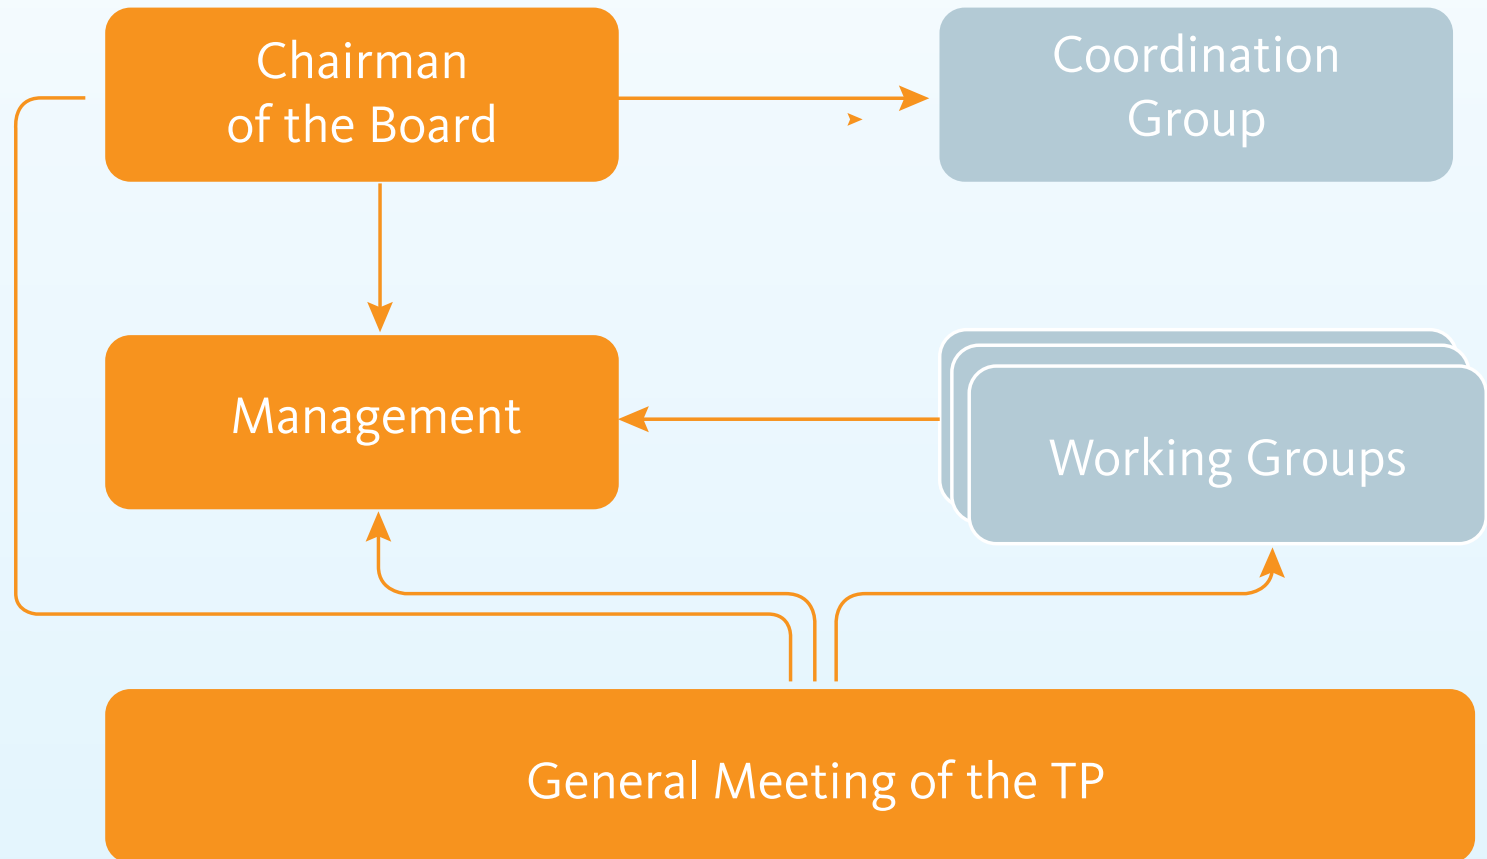 Chairman
of the Board
Coordination
Group
Management
Working Groups
General Meeting of the TP